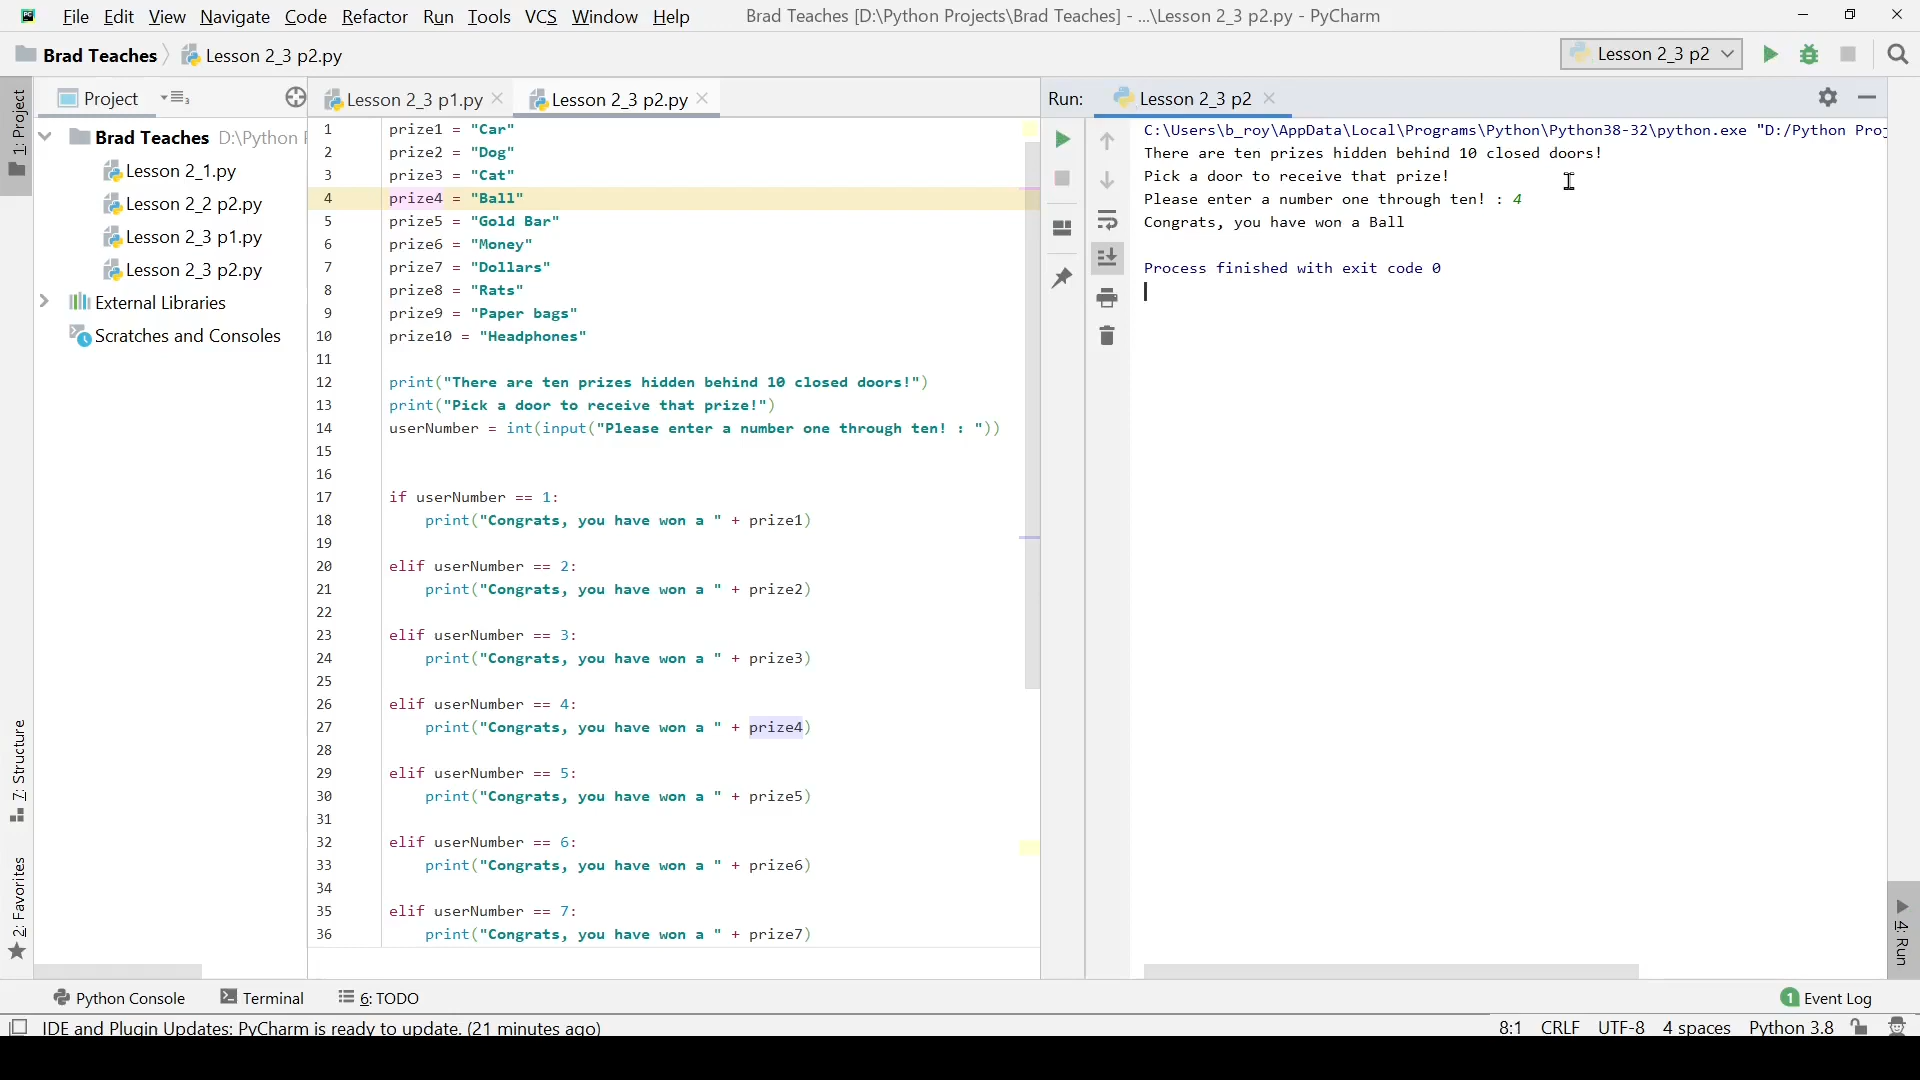 File Edit View Navigate Code Refactor Run Tools VCS Window Help Brad Teaches [D:\Python Projects\Brad Teaches] - ...\Lesson 2_3 p2.py - PyCharm
Brad Teaches Lesson 2_3 p2.py Lesson 2_3 p2
1: Project
Project
Brad Teaches D:\Python
Lesson 2_1.py
Lesson 2_2 p2.py
Lesson 2_3 p1.py
Lesson 2_3 p2.py
External Libraries
Scratches and Consoles
7: Structure
2: Favorites
Lesson 2_3 p1.py Lesson 2_3 p2.py
1 prize1 = "Car"
2 prize2 = "Dog"
3 prize3 = "Cat"
4 prize4 = "Ball"
5 prize5 = "Gold Bar"
6 prize6 = "Money"
7 prize7 = "Dollars"
8 prize8 = "Rats"
9 prize9 = "Paper bags"
10 prize10 = "Headphones"
11
12 print("There are ten prizes hidden behind 10 closed doors!")
13 print("Pick a door to receive that prize!")
14 userNumber = int(input("Please enter a number one through ten! : "))
15
16
17 if userNumber == 1:
18 print("Congrats, you have won a " + prize1)
19
20 elif userNumber == 2:
21 print("Congrats, you have won a " + prize2)
22
23 elif userNumber == 3:
24 print("Congrats, you have won a " + prize3)
25
26 elif userNumber == 4:
27 print("Congrats, you have won a " + prize4)
28
29 elif userNumber == 5:
30 print("Congrats, you have won a " + prize5)
31
32 elif userNumber == 6:
33 print("Congrats, you have won a " + prize6)
34
35 elif userNumber == 7:
36 print("Congrats, you have won a " + prize7)
Run: Lesson 2_3 p2
C:\Users\b_roy\AppData\Local\Programs\Python\Python38-32\python.exe "D:/Python Proj
There are ten prizes hidden behind 10 closed doors!
Pick a door to receive that prize!
Please enter a number one through ten! : 4
Congrats, you have won a Ball
Process finished with exit code 0
4: Run
Python Console Terminal 6: TODO 1 Event Log
IDE and Plugin Updates: PyCharm is ready to update. (21 minutes ago) 8:1 CRLF UTF-8 4 spaces Python 3.8